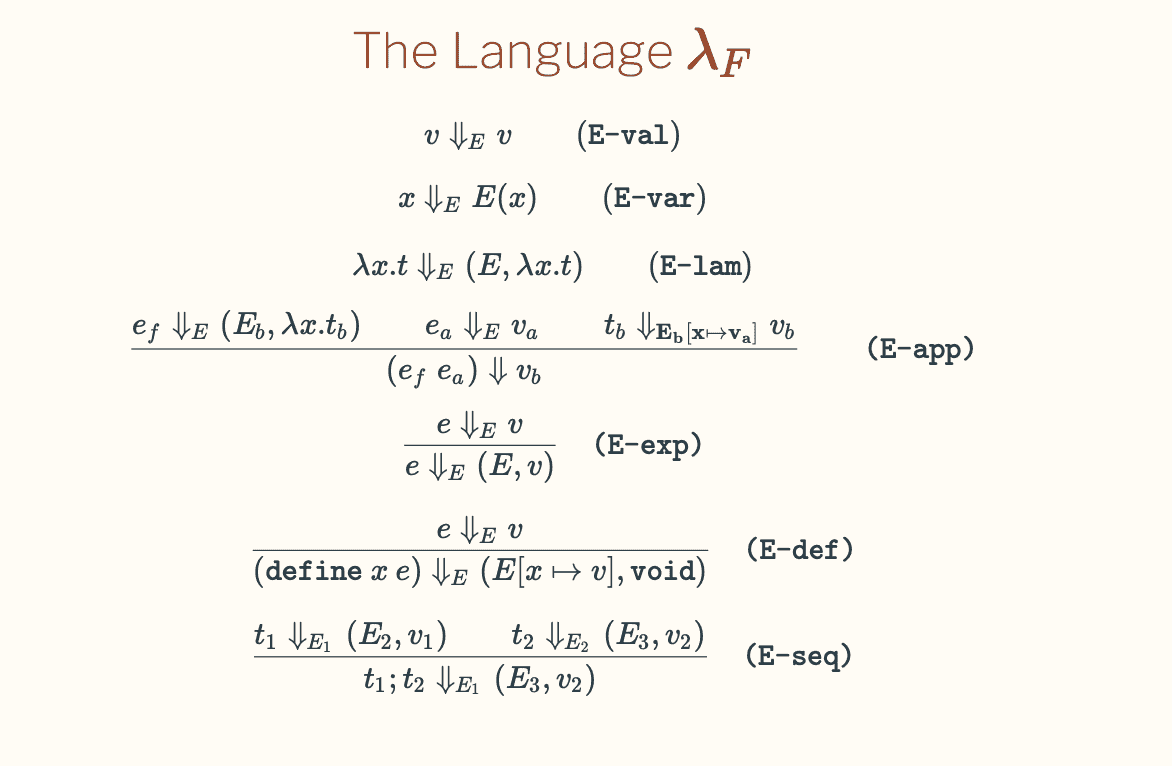 The Language λ_F
v ⇓_E v (E-val)
x ⇓_E E(x) (E-var)
λx.t ⇓_E (E, λx.t) (E-lam)
e_f ⇓_E (E_b, λx.t_b) e_a ⇓_E v_a t_b ⇓_{E_b[x↦v_a]} v_b
(e_f e_a) ⇓ v_b (E-app)
e ⇓_E v
e ⇓_E (E, v) (E-exp)
e ⇓_E v
(define x e) ⇓_E (E[x ↦ v], void) (E-def)
t_1 ⇓_{E_1} (E_2, v_1) t_2 ⇓_{E_2} (E_3, v_2)
t_1; t_2 ⇓_{E_1} (E_3, v_2) (E-seq)